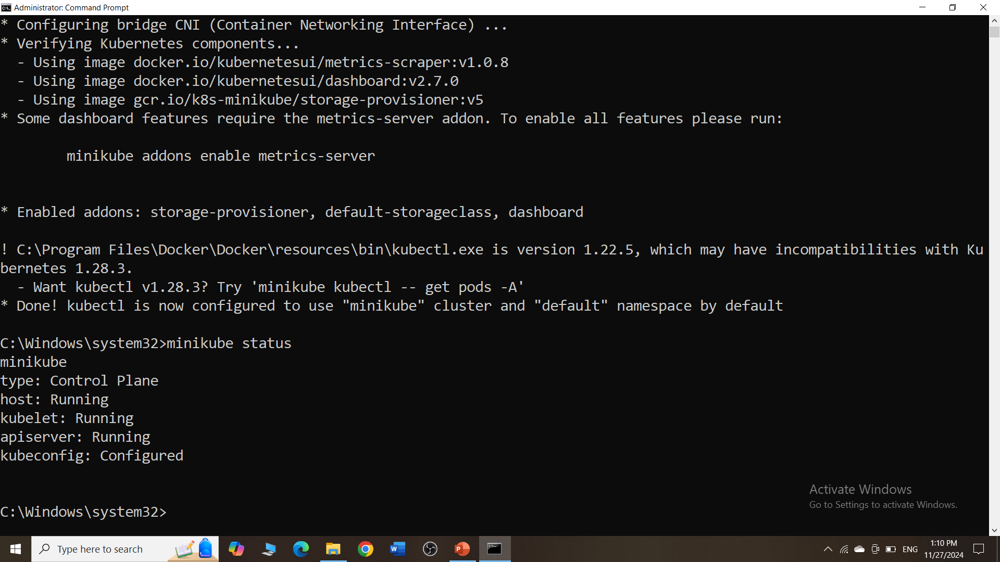 Administrator: Command Prompt
* Configuring bridge CNI (Container Networking Interface) ...
* Verifying Kubernetes components...
  - Using image docker.io/kubernetesui/metrics-scraper:v1.0.8
  - Using image docker.io/kubernetesui/dashboard:v2.7.0
  - Using image gcr.io/k8s-minikube/storage-provisioner:v5
* Some dashboard features require the metrics-server addon. To enable all features please run:
        minikube addons enable metrics-server
* Enabled addons: storage-provisioner, default-storageclass, dashboard
! C:\Program Files\Docker\Docker\resources\bin\kubectl.exe is version 1.22.5, which may have incompatibilities with Ku
bernetes 1.28.3.
  - Want kubectl v1.28.3? Try 'minikube kubectl -- get pods -A'
* Done! kubectl is now configured to use "minikube" cluster and "default" namespace by default
C:\Windows\system32>minikube status
minikube
type: Control Plane
host: Running
kubelet: Running
apiserver: Running
kubeconfig: Configured
C:\Windows\system32>
Activate Windows
Go to Settings to activate Windows.
Type here to search
ENG
1:10 PM
11/27/2024